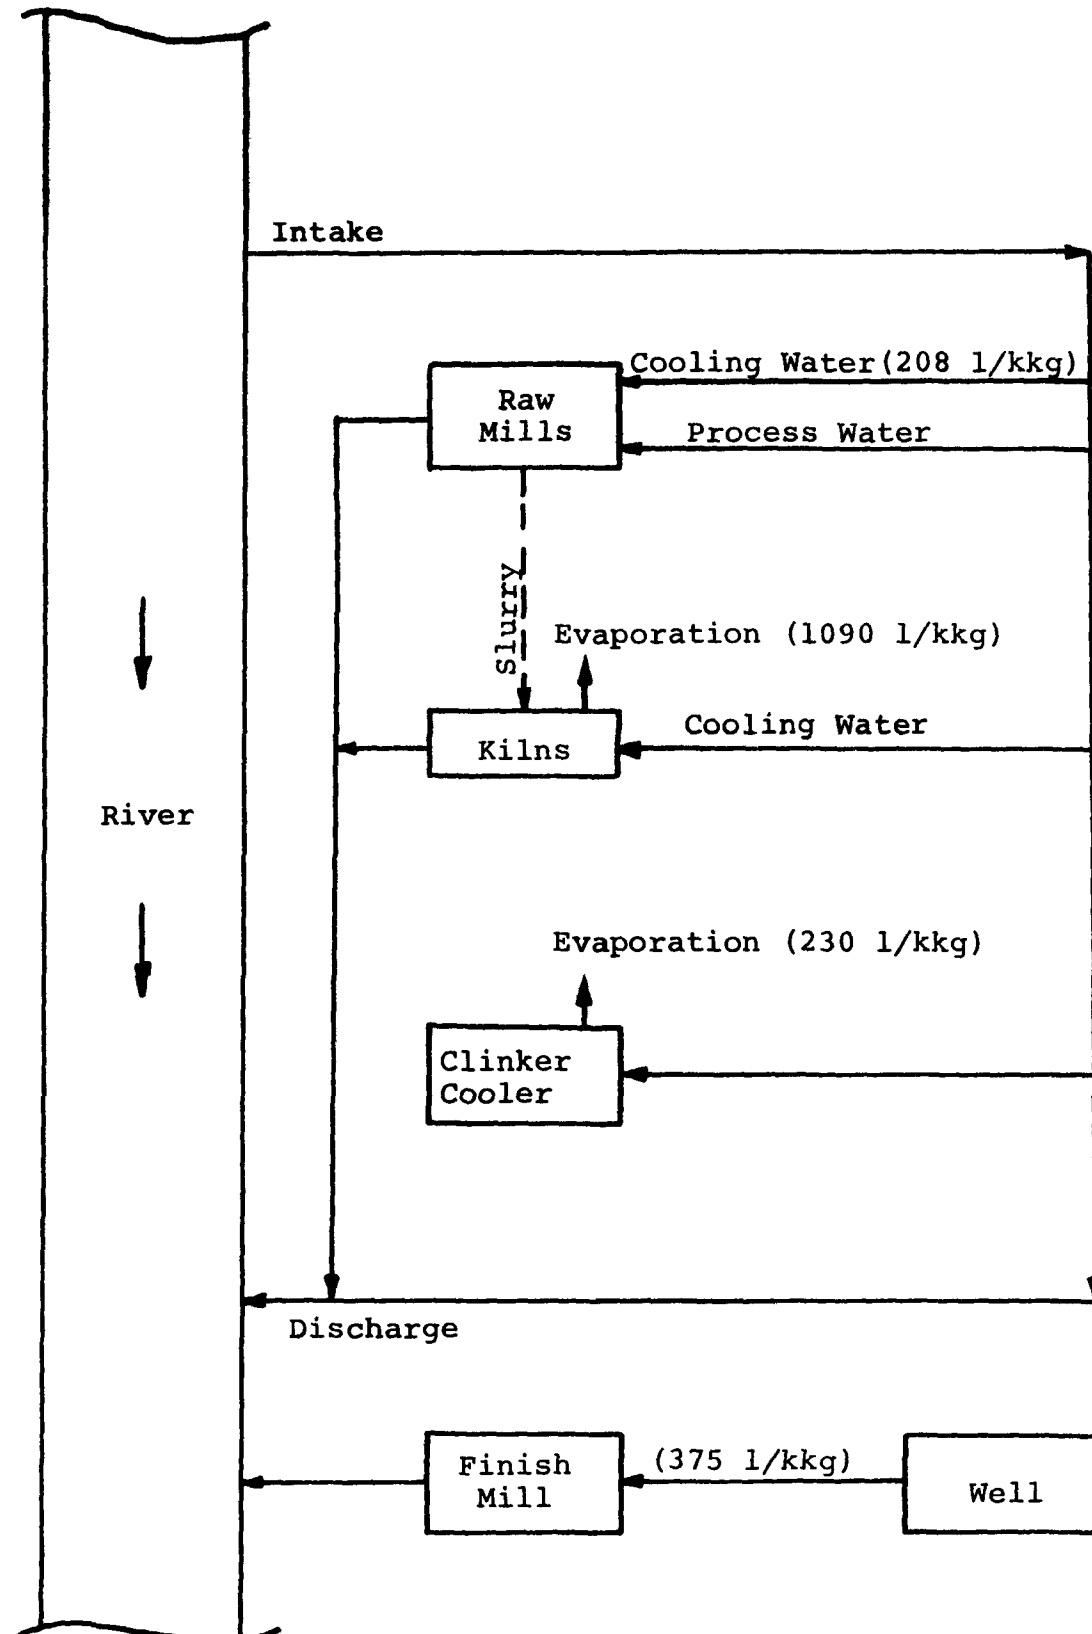 Intake
Cooling Water(208 l/kkg)
Raw
Mills
Process Water
Slurry
Evaporation (1090 l/kkg)
Cooling Water
Kilns
River
Evaporation (230 l/kkg)
Clinker
Cooler
Discharge
Finish
Mill
(375 l/kkg)
Well